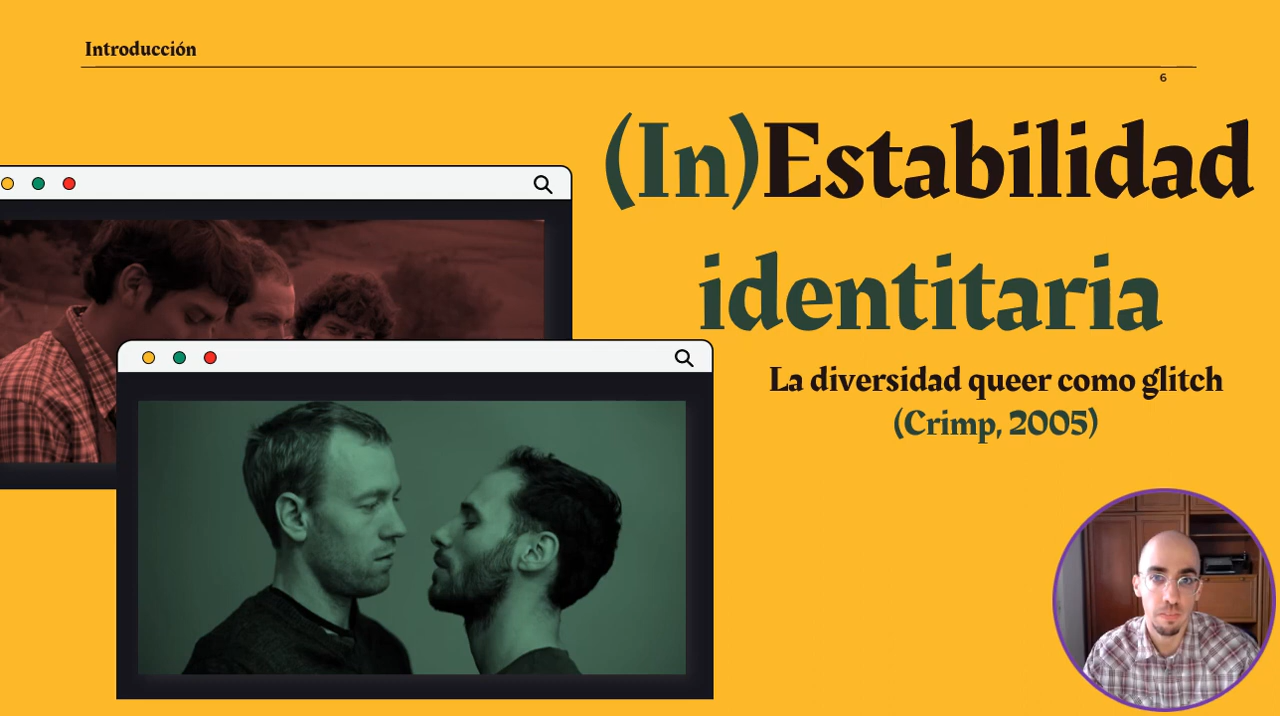 Introducción
6
(In)Estabilidad
identitaria
La diversidad queer como glitch
(Crimp, 2005)